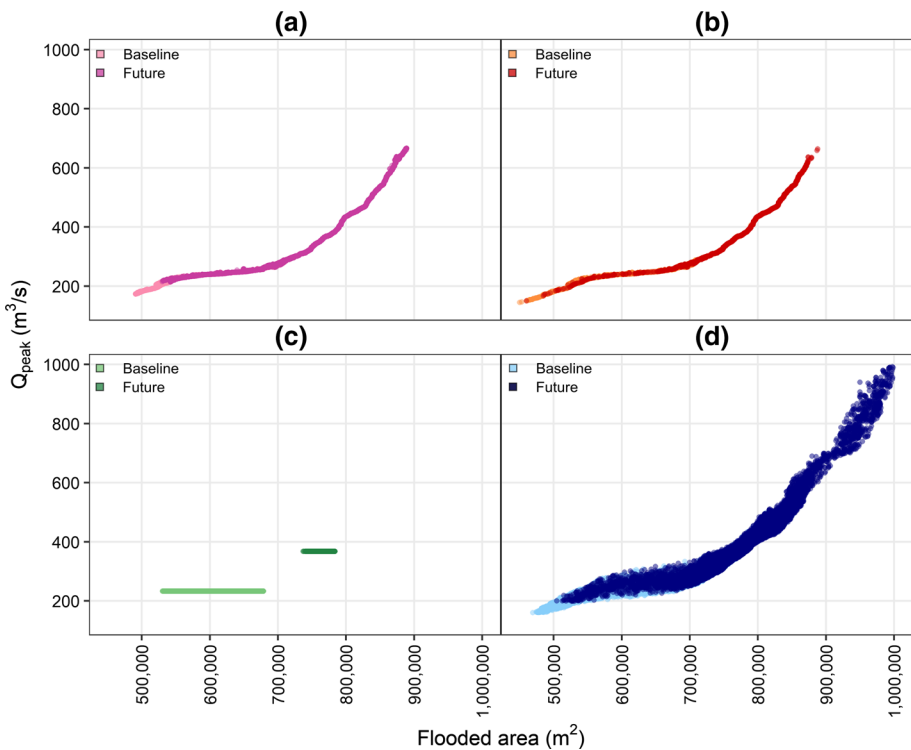 (a)
(b)
Baseline
Future
Baseline
Future
1000
800
600
400
200
(c)
(d)
Baseline
Future
Baseline
Future
1000
800
600
400
200
Qpeak (m³/s)
500,000
600,000
700,000
800,000
900,000
1,000,000
500,000
600,000
700,000
800,000
900,000
1,000,000
Flooded area (m²)